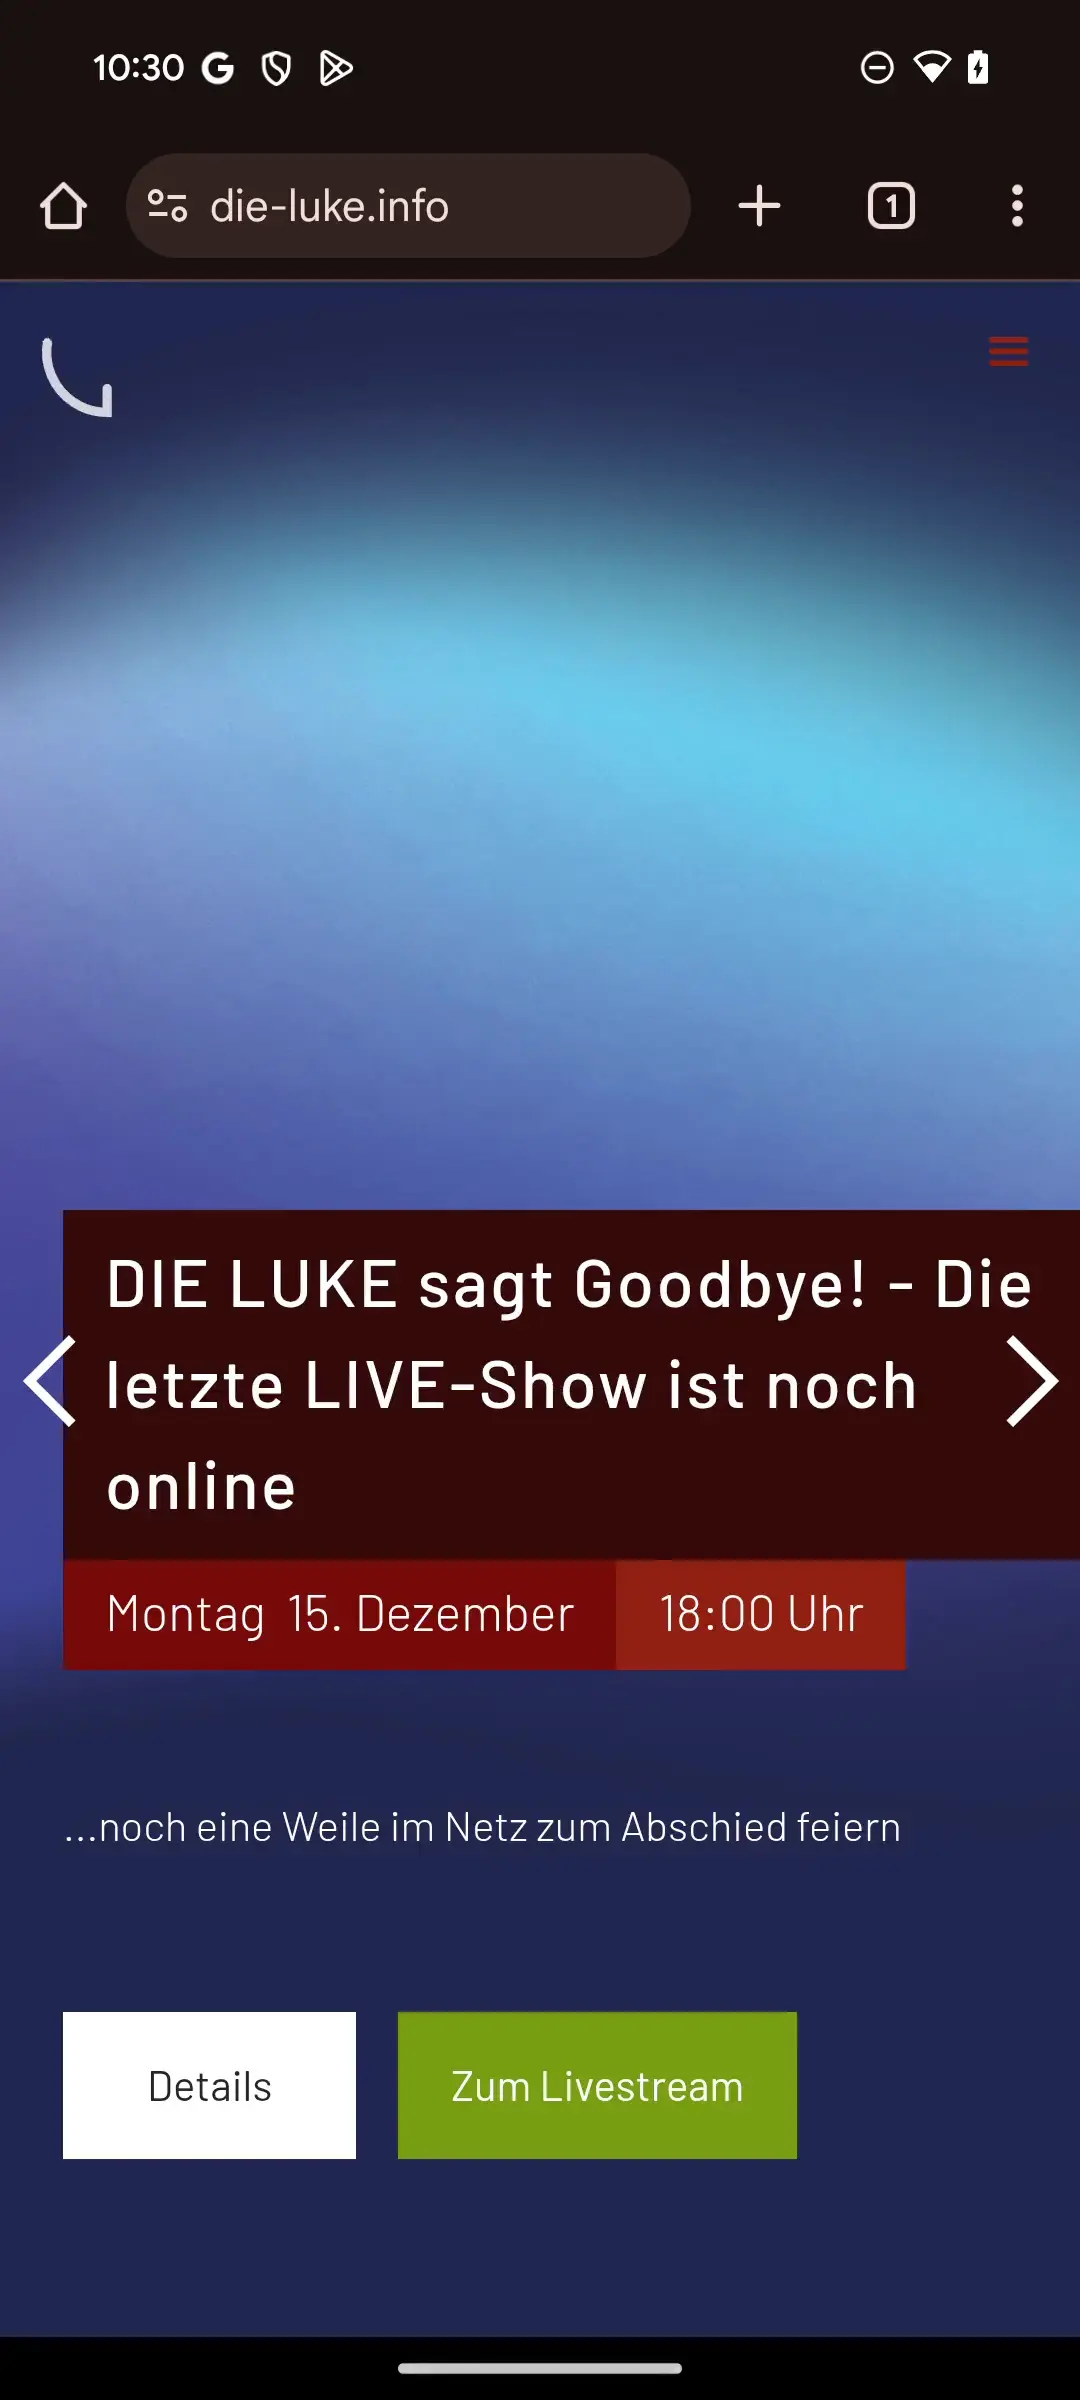 10:30
die-luke.info
1
DIE LUKE sagt Goodbye! - Die
letzte LIVE-Show ist noch
online
Montag 15. Dezember 18:00 Uhr
...noch eine Weile im Netz zum Abschied feiern
Details Zum Livestream